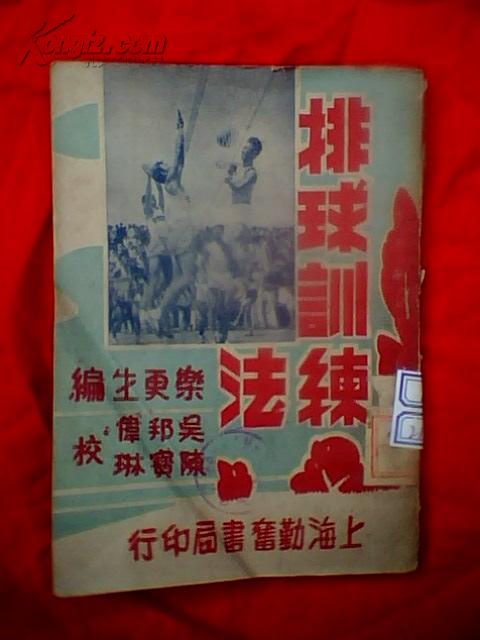 Kongfz.com
排球訓練
法
樂更生編
吳邦偉
陳寶琳
校
上海勤奮書局印行